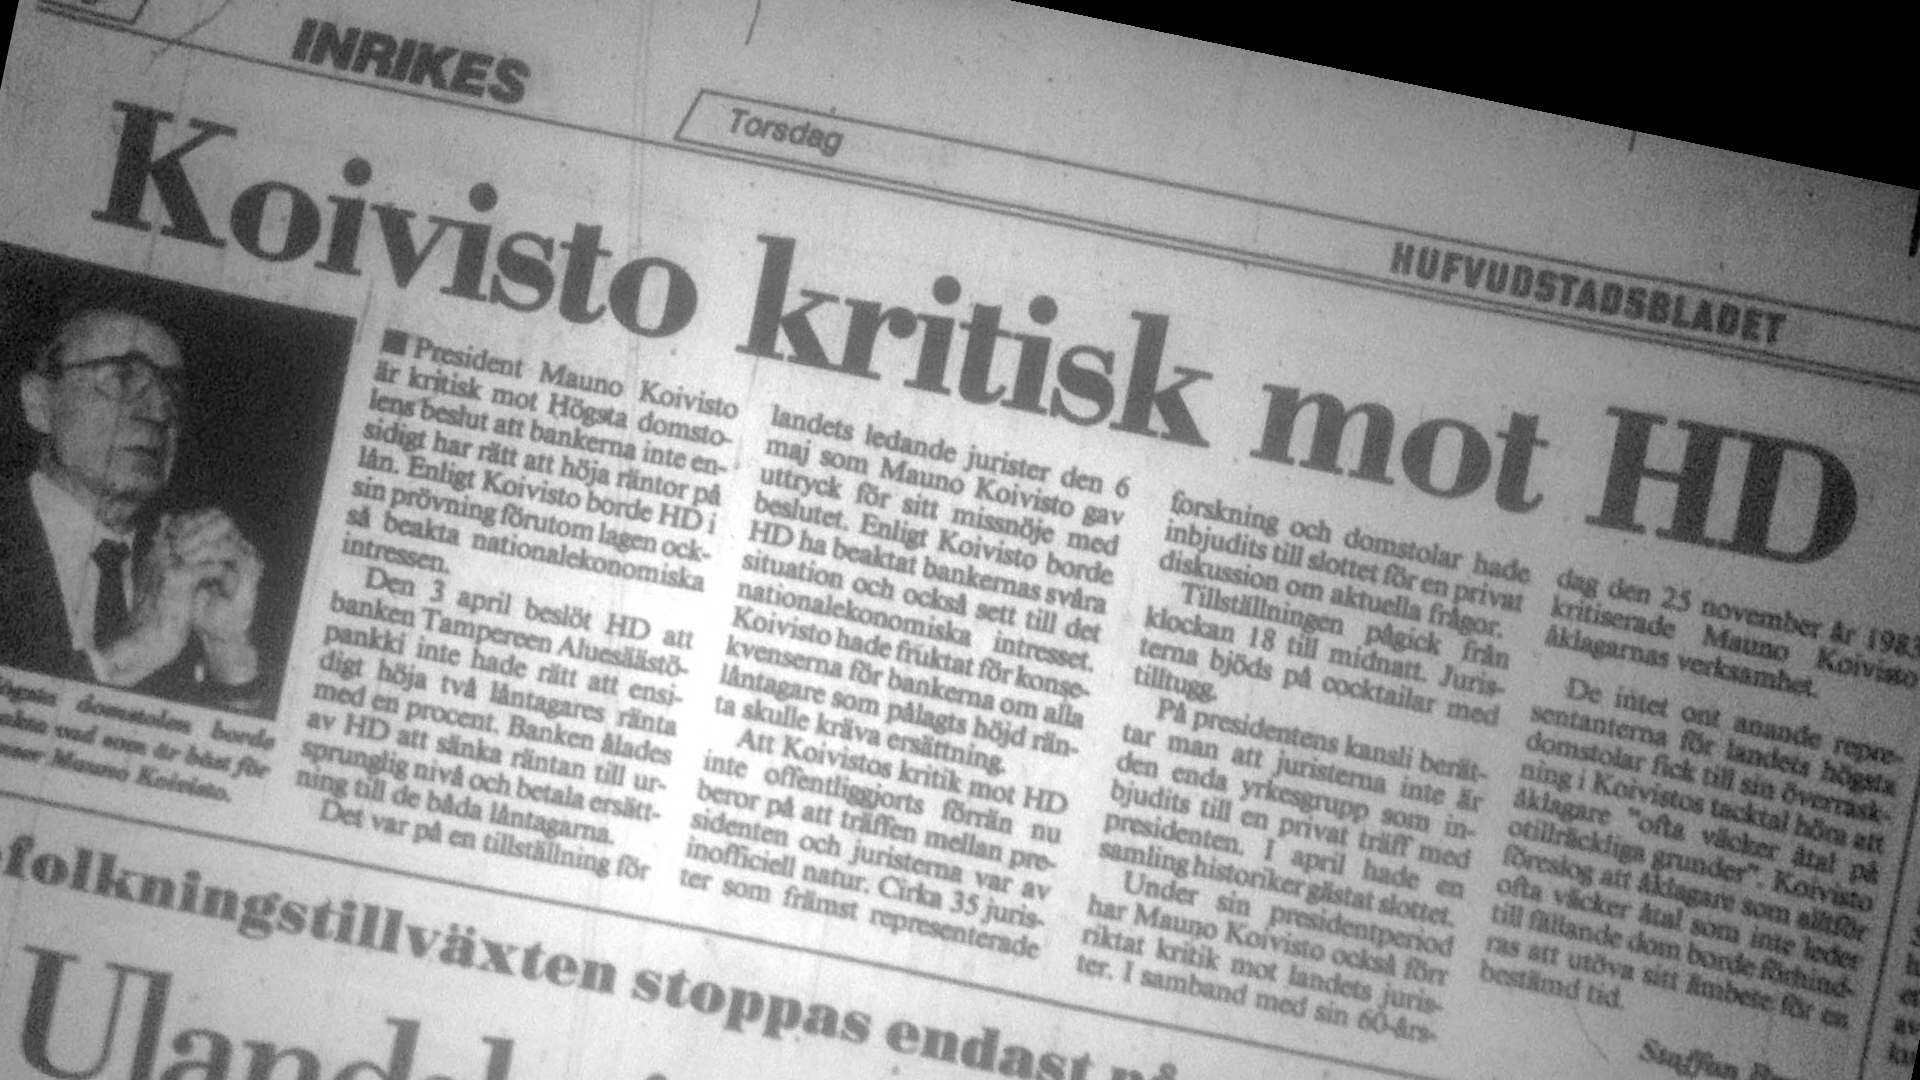 INRIKES
Torsdag
HUFVUDSTADSBLADET
Koivisto kritisk mot HD
domstolen borde
vad som är bäst för
Mauno Koivisto.
■ President Mauno Koivisto
är kritisk mot Högsta domsto-
lens beslut att bankerna inte en-
sidigt har rätt att höja räntor på
lån. Enligt Koivisto borde HD i
sin prövning förutom lagen ock-
så beakta nationalekonomiska
intressen.
Den 3 april beslöt HD att
banken Tampereen Aluesäästö-
pankki inte hade rätt att ensi-
digt höja två låntagares ränta
med en procent. Banken ålades
av HD att sänka räntan till ur-
sprunglig nivå och betala ersätt-
ning till de båda låntagarna.
Det var på en tillställning för
landets ledande jurister den 6
maj som Mauno Koivisto gav
uttryck för sitt missnöje med
beslutet. Enligt Koivisto borde
HD ha beaktat bankernas svåra
situation och också sett till det
nationalekonomiska intresset.
Koivisto hade fruktat för konse-
kvenserna för bankerna om alla
låntagare som pålagts höjd rän-
ta skulle kräva ersättning.
Att Koivistos kritik mot HD
inte offentliggjorts förrän nu
beror på att träffen mellan pre-
sidenten och juristerna var av
inofficiell natur. Cirka 35 juris-
ter som främst representerade
forskning och domstolar hade
inbjudits till slottet för en privat
diskussion om aktuella frågor.
Tillställningen pågick från
klockan 18 till midnatt. Juris-
terna bjöds på cocktailar med
tilltugg.
På presidentens kansli berät-
tar man att juristerna inte är
den enda yrkesgrupp som in-
bjudits till en privat träff med
presidenten. I april hade en
samling historiker gästat slottet.
Under sin presidentperiod
har Mauno Koivisto också förr
riktat kritik mot landets juris-
ter. I samband med sin 60-års-
dag den 25 november år 1983
kritiserade Mauno Koivisto
åklagarnas verksamhet.
De intet ont anande repre-
sentanterna för landets högsta
domstolar fick till sin överrask-
ning i Koivistos tacktal höra att
åklagare "ofta väcker åtal på
otillräckliga grunder". Koivisto
föreslog att åklagare som alltför
ofta väcker åtal som inte leder
till fällande dom borde förhind-
ras att utöva sitt ämbete för en
bestämd tid.
Staffan
folkningstillväxten stoppas endast på